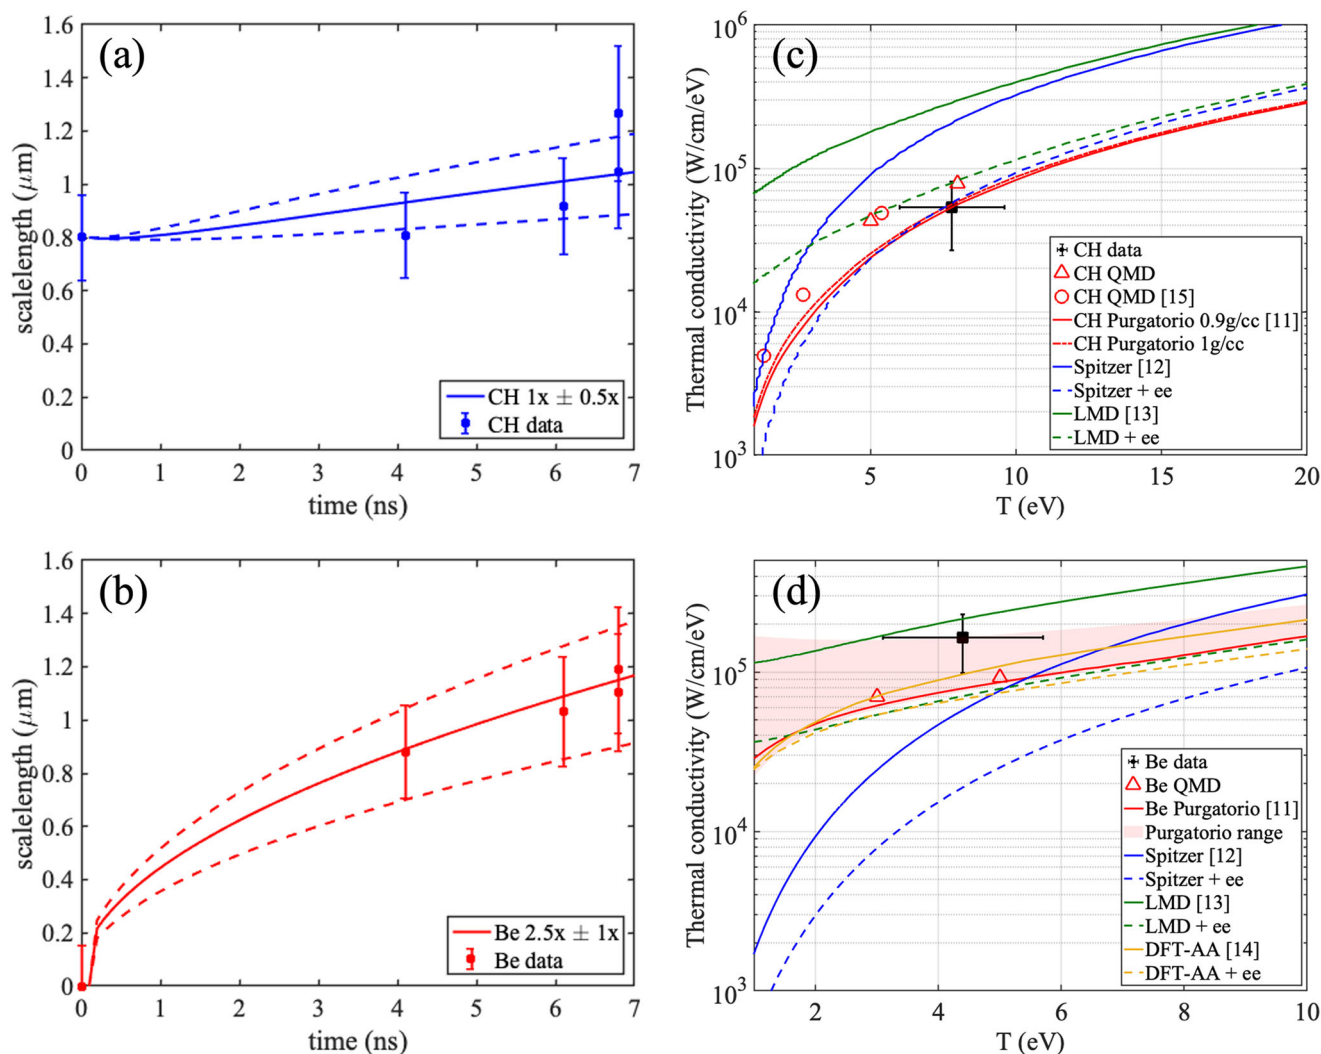 (a)
1.6
1.4
1.2
1
0.8
0.6
0.4
0.2
0
scalelength (μm)
CH 1x ± 0.5x
CH data
0 1 2 3 4 5 6 7
time (ns)
(c)
10^6
10^5
10^4
10^3
Thermal conductivity (W/cm/eV)
CH data
CH QMD
CH QMD [15]
CH Purgatorio 0.9g/cc [11]
CH Purgatorio 1g/cc
Spitzer [12]
Spitzer + ee
LMD [13]
LMD + ee
5 10 15 20
T (eV)
(b)
1.6
1.4
1.2
1
0.8
0.6
0.4
0.2
0
scalelength (μm)
Be 2.5x ± 1x
Be data
0 1 2 3 4 5 6 7
time (ns)
(d)
10^5
10^4
10^3
Thermal conductivity (W/cm/eV)
Be data
Be QMD
Be Purgatorio [11]
Purgatorio range
Spitzer [12]
Spitzer + ee
LMD [13]
LMD + ee
DFT-AA [14]
DFT-AA + ee
2 4 6 8 10
T (eV)